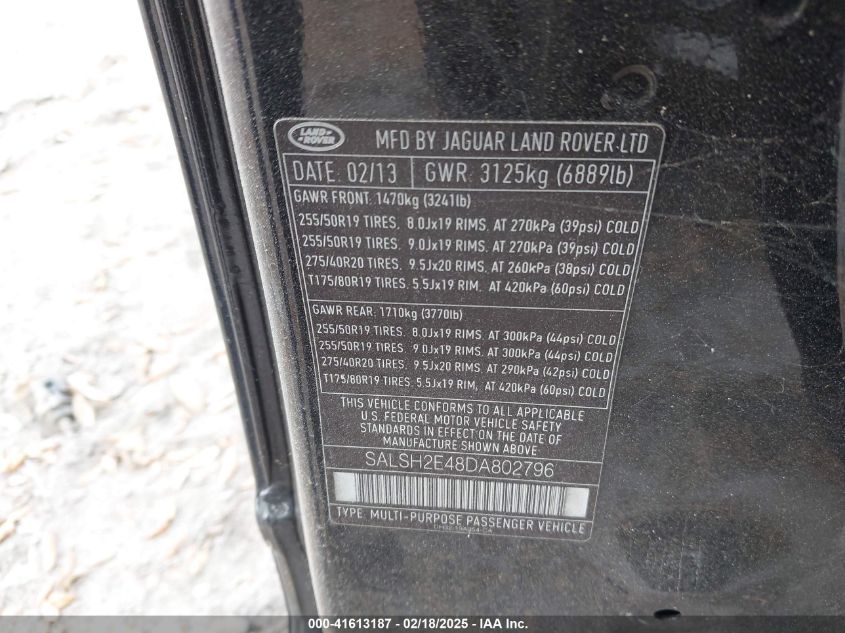 LAND ROVER
MFD BY JAGUAR LAND ROVER-LTD
DATE: 02/13 GWR: 3125kg (6889lb)
GAWR FRONT: 1470kg (3241lb)
255/50R19 TIRES. 8.0Jx19 RIMS. AT 270kPa (39psi) COLD
255/50R19 TIRES. 9.0Jx19 RIMS. AT 270kPa (39psi) COLD
275/40R20 TIRES. 9.5Jx20 RIMS. AT 260kPa (38psi) COLD
T175/80R19 TIRES. 5.5Jx19 RIM, AT 420kPa (60psi) COLD
GAWR REAR: 1710kg (3770lb)
255/50R19 TIRES. 8.0Jx19 RIMS. AT 300kPa (44psi) COLD
255/50R19 TIRES. 9.0Jx19 RIMS. AT 300kPa (44psi) COLD
275/40R20 TIRES. 9.5Jx20 RIMS. AT 290kPa (42psi) COLD
T175/80R19 TIRES. 5.5Jx19 RIM, AT 420kPa (60psi) COLD
THIS VEHICLE CONFORMS TO ALL APPLICABLE
U.S. FEDERAL MOTOR VEHICLE SAFETY
STANDARDS IN EFFECT ON THE DATE OF
MANUFACTURE SHOWN ABOVE
SALSH2E48DA802796
TYPE: MULTI-PURPOSE PASSENGER VEHICLE
000-41613187 - 02/18/2025 - IAAI.com